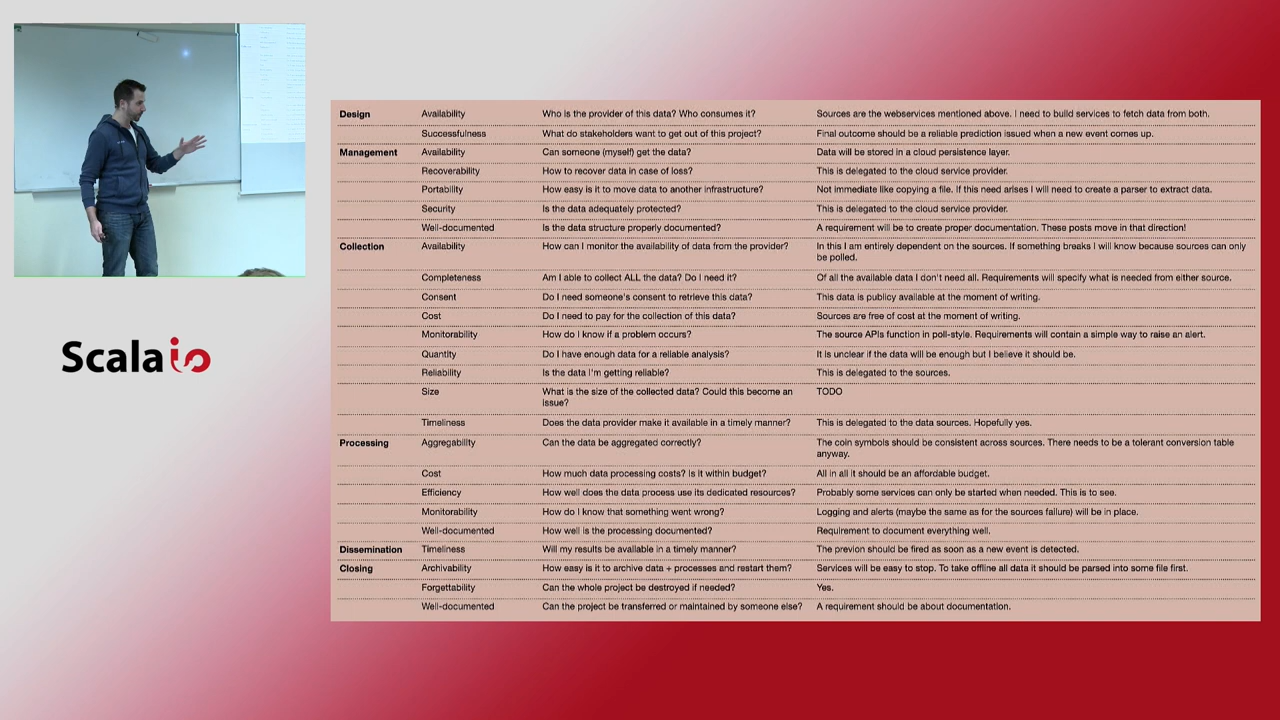 Scala io
Design Availability Who is the provider of this data? Who consumes it? Sources are the webservices mentioned above. I need to build services to fetch data from both.
Successfulness What do stakeholders want to get out of this project? Final outcome should be a reliable prediction issued when a new event comes up.
Management Availability Can someone (myself) get the data? Data will be stored in a cloud persistence layer.
Recoverability How to recover data in case of loss? This is delegated to the cloud service provider.
Portability How easy is it to move data to another infrastructure? Not immediate like copying a file. If this need arises I will need to create a parser to extract data.
Security Is the data adequately protected? This is delegated to the cloud service provider.
Well-documented Is the data structure properly documented? A requirement will be to create proper documentation. These posts move in that direction!
Collection Availability How can I monitor the availability of data from the provider? In this I am entirely dependent on the sources. If something breaks I will know because sources can only
be polled.
Completeness Am I able to collect ALL the data? Do I need it? Of all the available data I don't need all. Requirements will specify what is needed from either source.
Consent Do I need someone's consent to retrieve this data? This data is publicy available at the moment of writing.
Cost Do I need to pay for the collection of this data? Sources are free of cost at the moment of writing.
Monitorability How do I know if a problem occurs? The source APIs function in poll-style. Requirements will contain a simple way to raise an alert.
Quantity Do I have enough data for a reliable analysis? It is unclear if the data will be enough but I believe it should be.
Reliability Is the data I'm getting reliable? This is delegated to the sources.
Size What is the size of the collected data? Could this become an TODO
issue?
Timeliness Does the data provider make it available in a timely manner? This is delegated to the data sources. Hopefully yes.
Processing Aggregability Can the data be aggregated correctly? The coin symbols should be consistent across sources. There needs to be a tolerant conversion table
anyway.
Cost How much data processing costs? Is it within budget? All in all it should be an affordable budget.
Efficiency How well does the data process use its dedicated resources? Probably some services can only be started when needed. This is to see.
Monitorability How do I know that something went wrong? Logging and alerts (maybe the same as for the sources failure) will be in place.
Well-documented How well is the processing documented? Requirement to document everything well.
Dissemination Timeliness Will my results be available in a timely manner? The previon should be fired as soon as a new event is detected.
Closing Archivability How easy is it to archive data + processes and restart them? Services will be easy to stop. To take offline all data it should be parsed into some file first.
Forgettability Can the whole project be destroyed if needed? Yes.
Well-documented Can the project be transferred or maintained by someone else? A requirement should be about documentation.